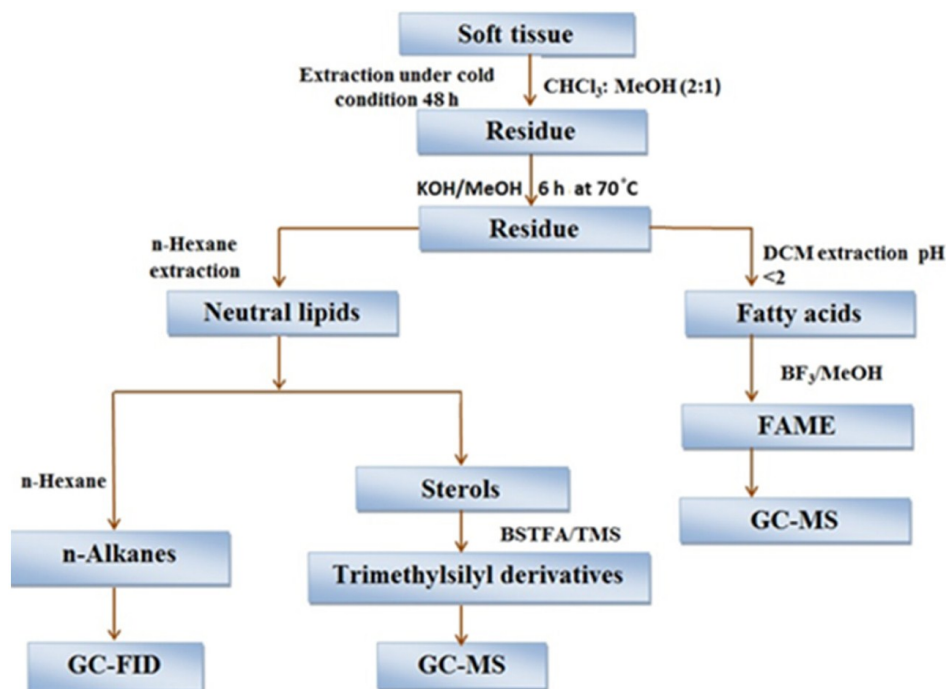 Soft tissue
Extraction under cold
condition 48 h
CHCl₃: MeOH (2:1)
Residue
KOH/MeOH 6 h at 70˚C
Residue
n-Hexane
extraction
DCM extraction pH
<2
Neutral lipids
Fatty acids
BF₃/MeOH
FAME
n-Hexane
Sterols
GC-MS
BSTFA/TMS
n-Alkanes
Trimethylsilyl derivatives
GC-FID
GC-MS